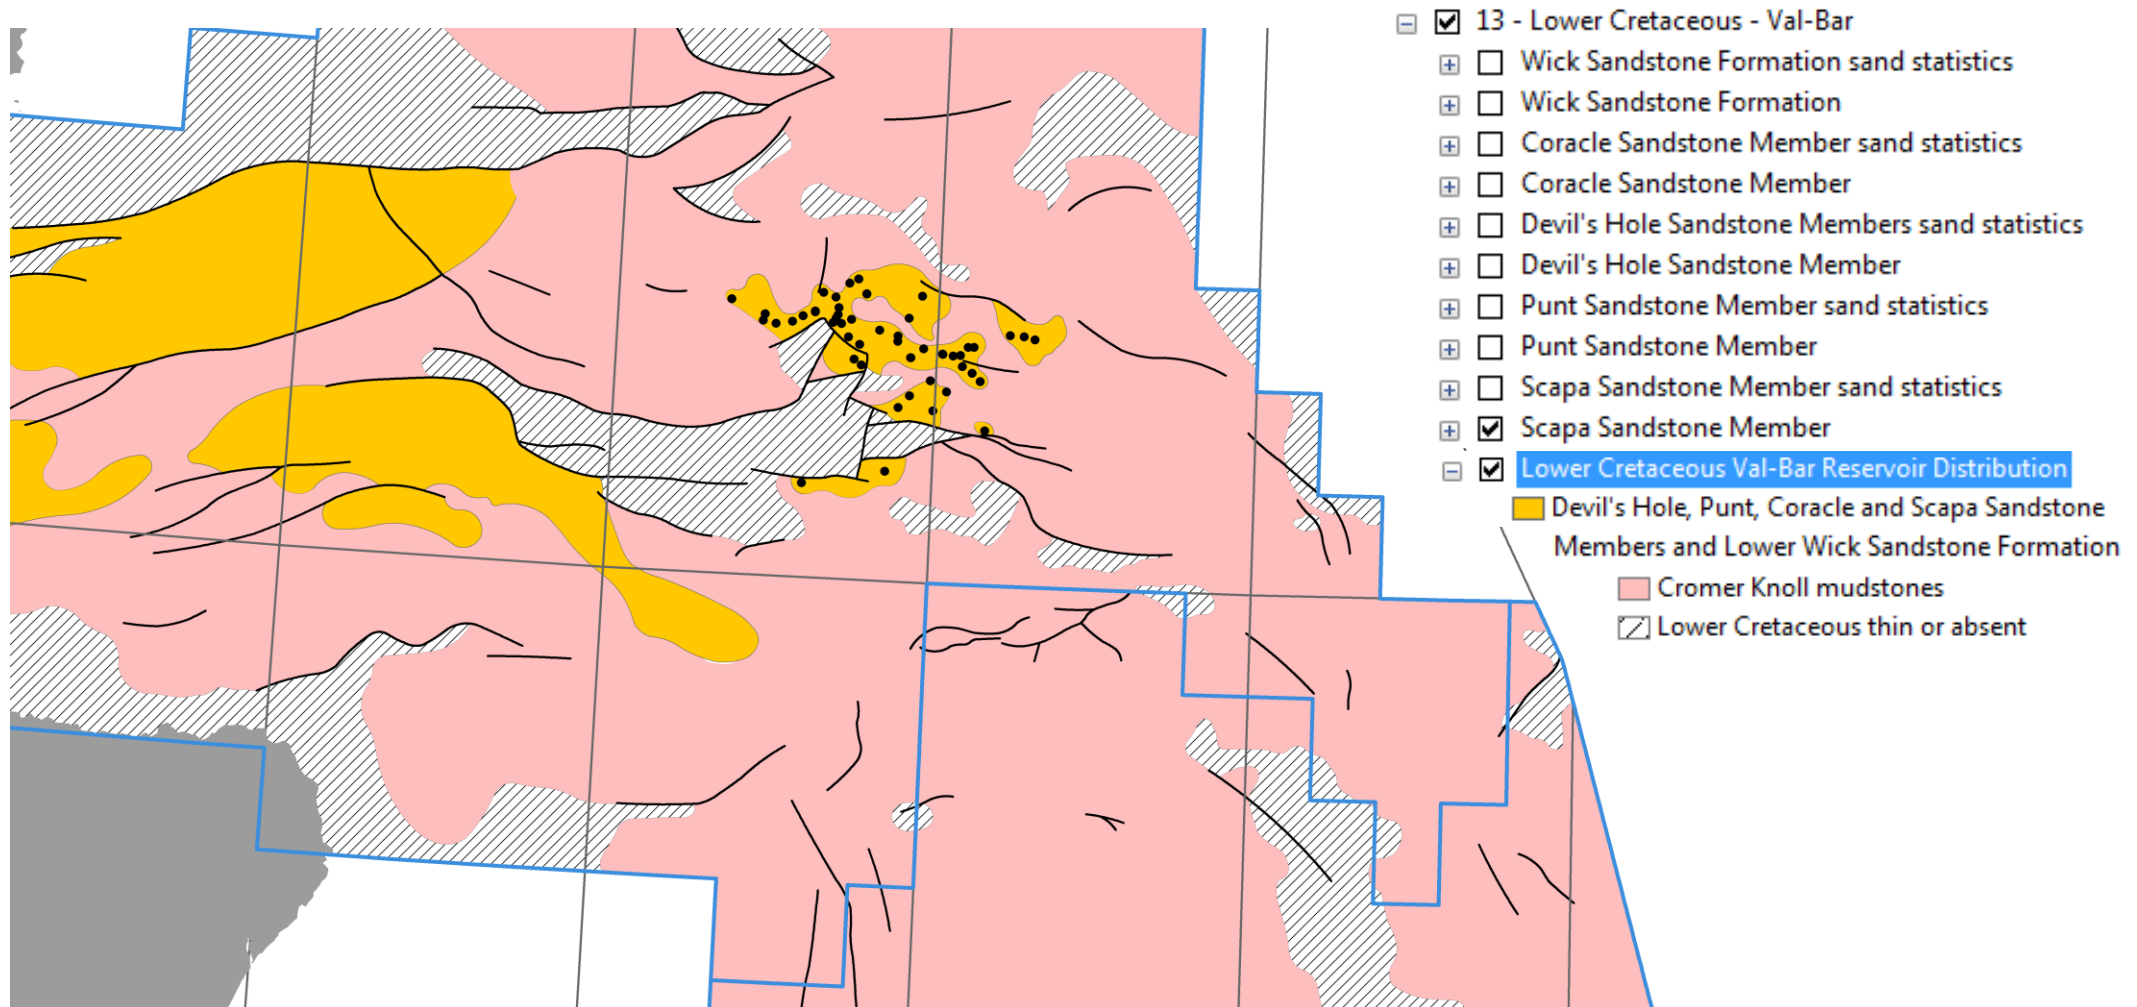 13 - Lower Cretaceous - Val-Bar
Wick Sandstone Formation sand statistics
Wick Sandstone Formation
Coracle Sandstone Member sand statistics
Coracle Sandstone Member
Devil's Hole Sandstone Members sand statistics
Devil's Hole Sandstone Member
Punt Sandstone Member sand statistics
Punt Sandstone Member
Scapa Sandstone Member sand statistics
Scapa Sandstone Member
Lower Cretaceous Val-Bar Reservoir Distribution
Devil's Hole, Punt, Coracle and Scapa Sandstone
Members and Lower Wick Sandstone Formation
Cromer Knoll mudstones
Lower Cretaceous thin or absent